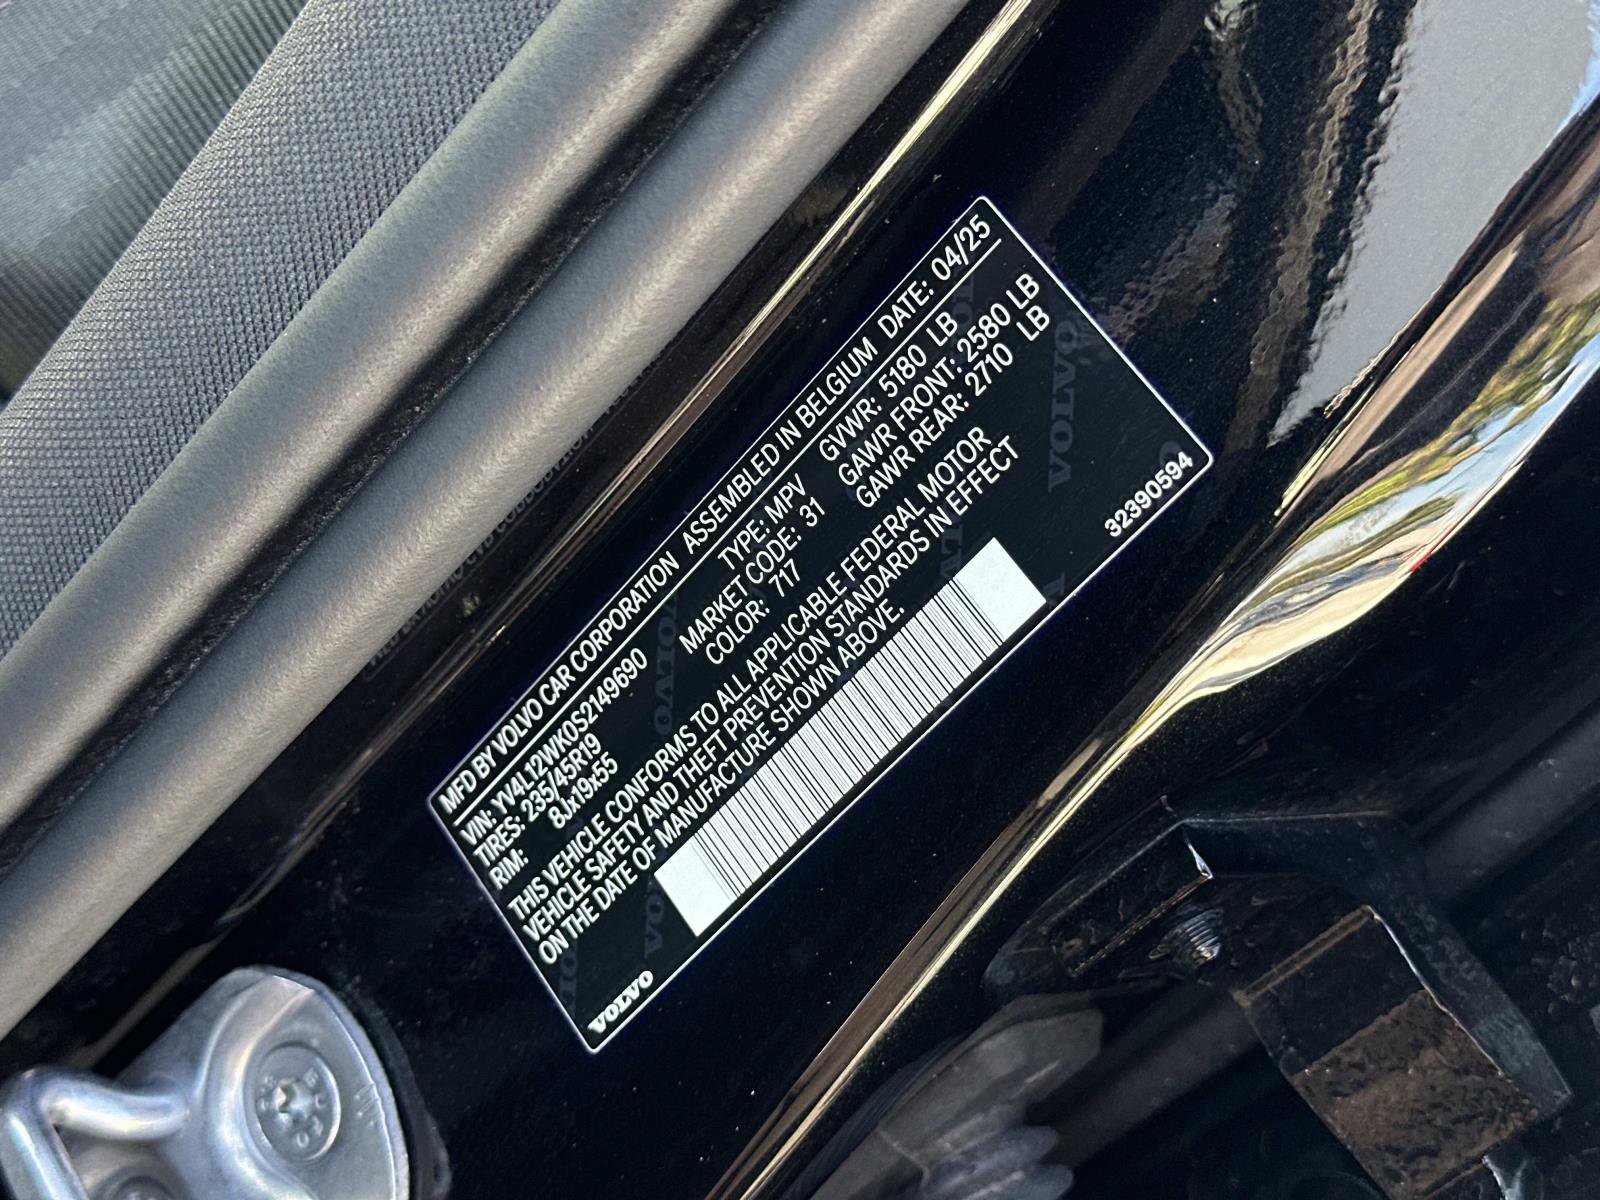 MFD BY VOLVO CAR CORPORATION ASSEMBLED IN BELGIUM DATE: 04/25
VIN: YV4L12WK0S2149690 TYPE: MPV GVWR: 5180 LB
TIRES: 235/45R19 MARKET CODE: 31 GAWR FRONT: 2580 LB
RIM: 8Jx19x55 COLOR: 717 GAWR REAR: 2710 LB
THIS VEHICLE CONFORMS TO ALL APPLICABLE FEDERAL MOTOR
VEHICLE SAFETY AND THEFT PREVENTION STANDARDS IN EFFECT
ON THE DATE OF MANUFACTURE SHOWN ABOVE.
VOLVO 32390594